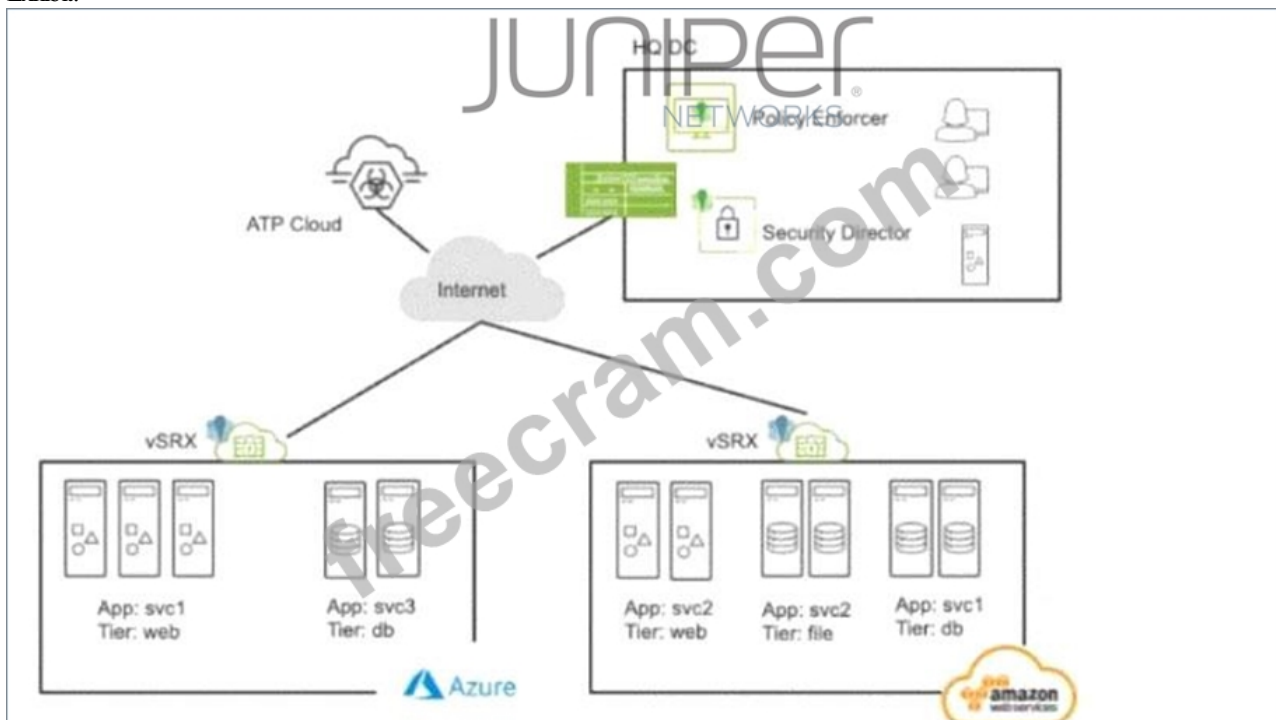 JUNIPER
NETWORKS
HQ DC
Policy Enforcer
Security Director
ATP Cloud
Internet
vSRX
vSRX
App: svc1
Tier: web
App: svc3
Tier: db
App: svc2
Tier: web
App: svc2
Tier: file
App: svc1
Tier: db
Azure
amazon
webservices
freecram.com